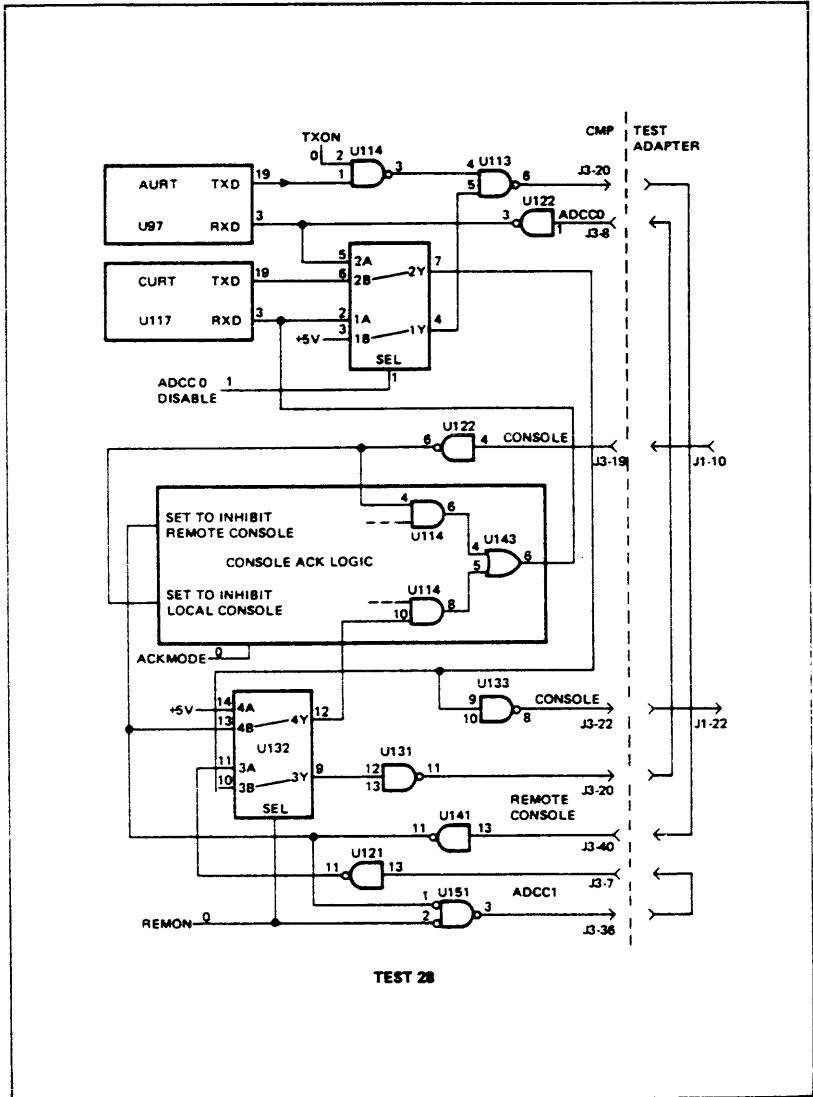 CMP TEST
ADAPTER
TXON
0 2 U114 3
19 1
AURT TXD
4 U113 6
5 J3-20
U97 RXD 3
3 U122 ADCC0
1 J3-8
CURT TXD 19
U117 RXD 3
5 2A 7
6 2B 2Y
2 1A 4
+5V 3 1B 1Y
SEL
1
ADCC 0 1
DISABLE
6 U122 4 CONSOLE
J3-19 J1-10
SET TO INHIBIT
REMOTE CONSOLE
4 6
U114
CONSOLE ACK LOGIC
4 U143 6
5
SET TO INHIBIT
LOCAL CONSOLE
U114
10 8
ACKMODE 0
+5V 14 4A 12
13 4B 4Y
U132
11 3A 9
10 3B 3Y
SEL
9 U133 CONSOLE
10 8 J3-22 J1-22
12 U131 11
13 J3-20
REMOTE
CONSOLE
11 U141 13
J3-40
11 U121 13
J3-7
1 U151 ADCC1
2 3
J3-36
REMON 0
TEST 28